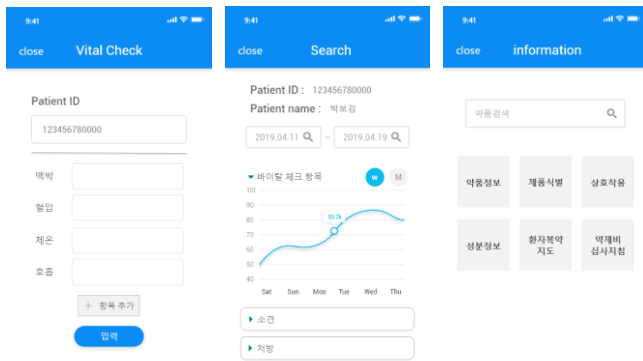 9:41
close Vital Check
Patient ID
123456780000
맥박
혈압
체온
호흡
+ 항목 추가
입력
9:41
close Search
Patient ID : 123456780000
Patient name : 박보검
2019.04.11 – 2019.04.19
바이탈 체크 항목 W M
100
90
80
70
60
50
40
89.2k
Sat Sun Mon Tue Wed Thu
소견
처방
9:41
close information
약품검색
약품정보 제품식별 상호작용
성분정보 환자복약 약제비
지도 심사지침